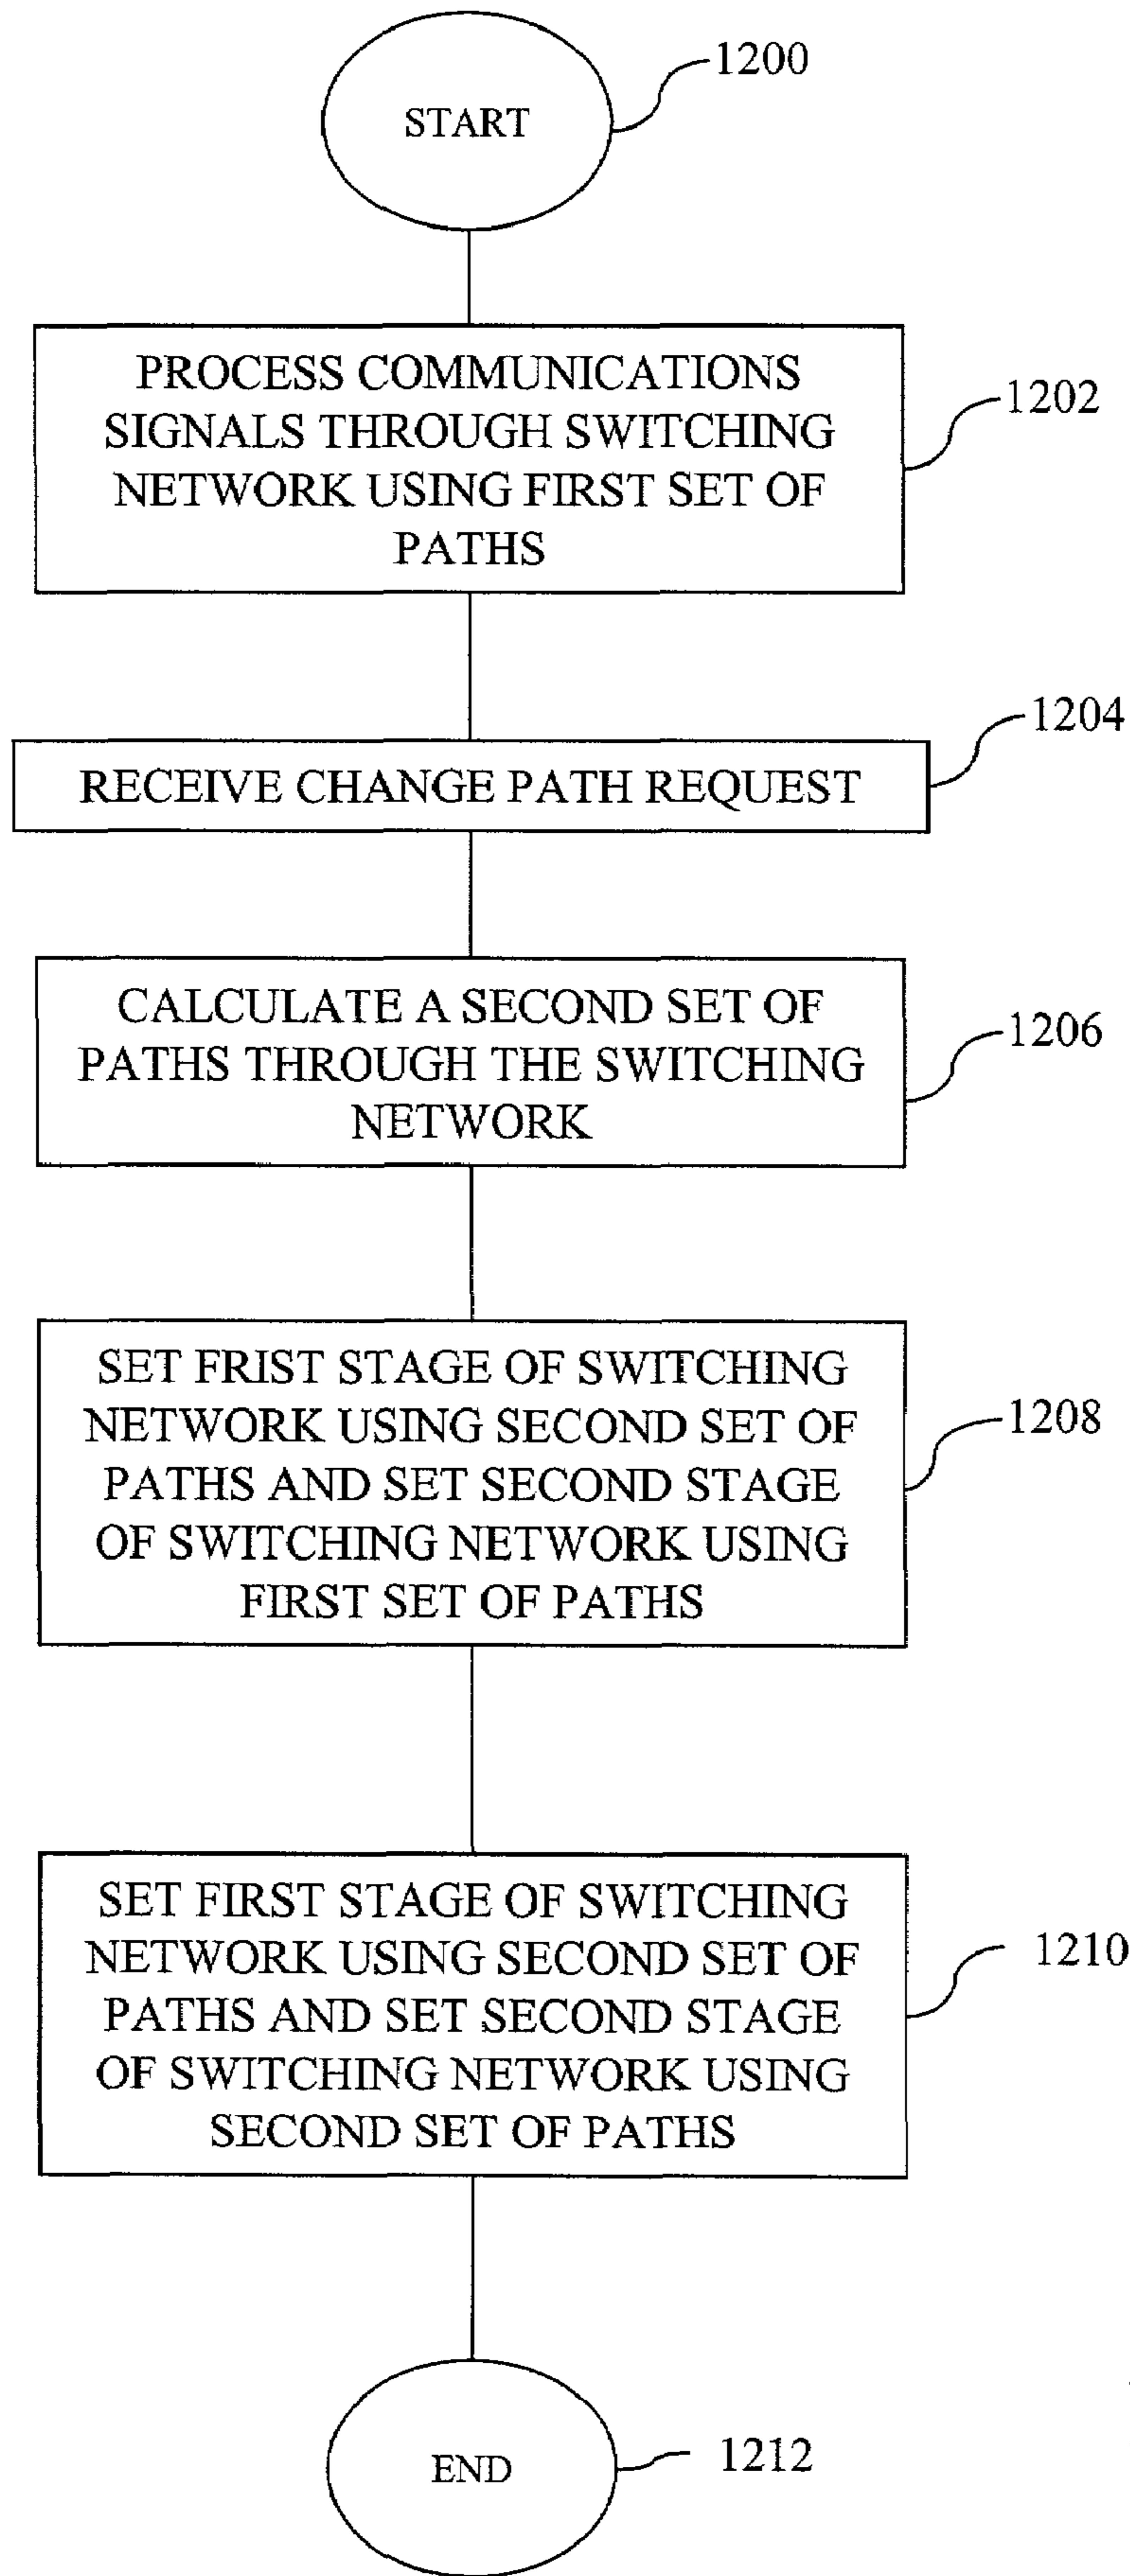 1200
START
PROCESS COMMUNICATIONS
SIGNALS THROUGH SWITCHING
NETWORK USING FIRST SET OF
PATHS
1202
1204
RECEIVE CHANGE PATH REQUEST
CALCULATE A SECOND SET OF
PATHS THROUGH THE SWITCHING
NETWORK
1206
SET FRIST STAGE OF SWITCHING
NETWORK USING SECOND SET OF
PATHS AND SET SECOND STAGE
OF SWITCHING NETWORK USING
FIRST SET OF PATHS
1208
SET FIRST STAGE OF SWITCHING
NETWORK USING SECOND SET OF
PATHS AND SET SECOND STAGE
OF SWITCHING NETWORK USING
SECOND SET OF PATHS
1210
END
1212